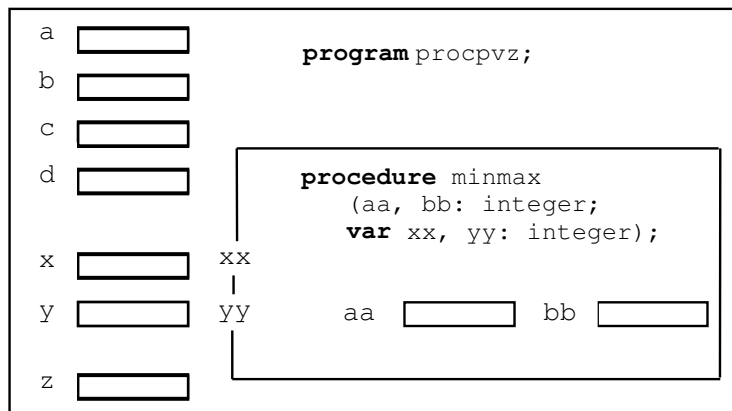 a
program procpvz;
b
c
d
procedure minmax
(aa, bb: integer;
var xx, yy: integer);
x xx
y yy aa bb
z